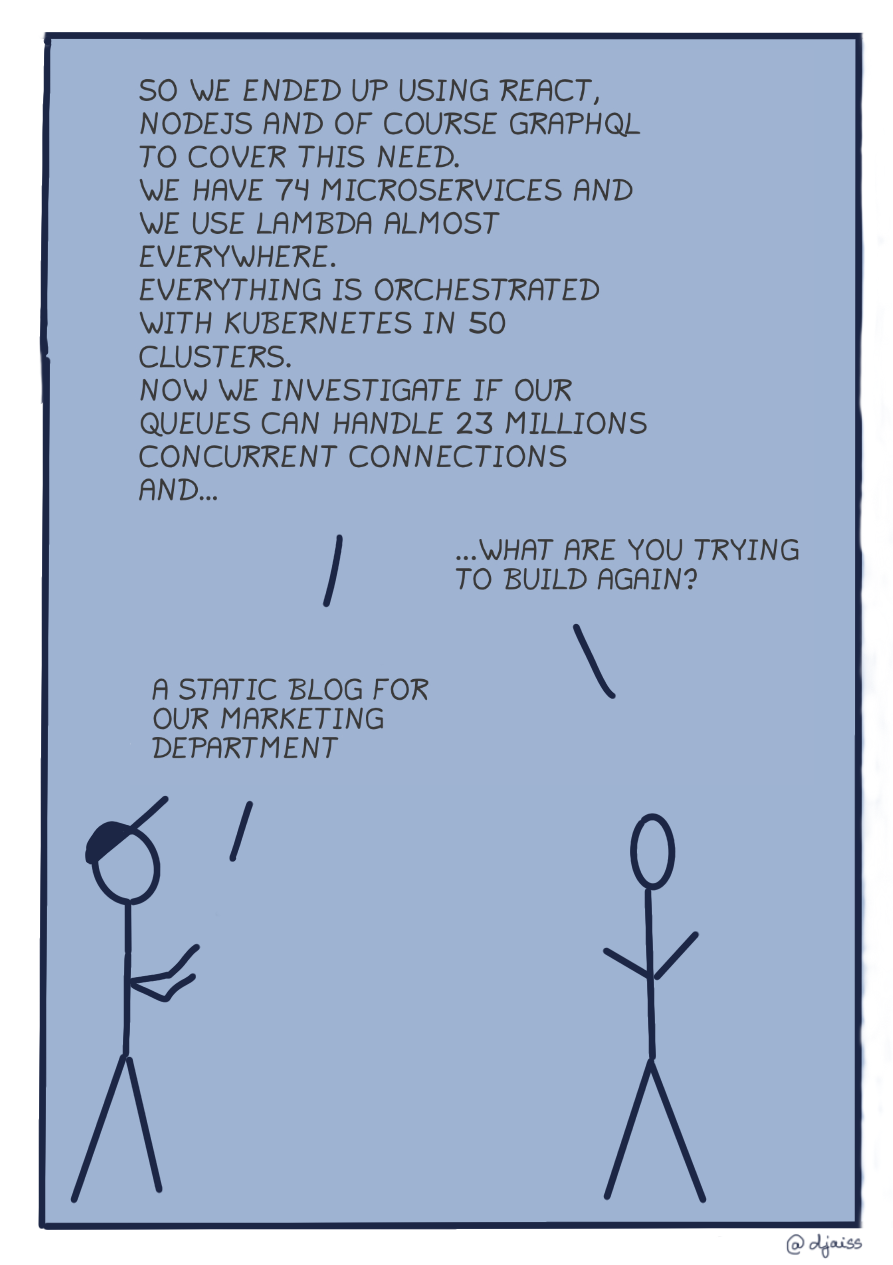 SO WE ENDED UP USING REACT,
NODEJS AND OF COURSE GRAPHQL
TO COVER THIS NEED.
WE HAVE 74 MICROSERVICES AND
WE USE LAMBDA ALMOST
EVERYWHERE.
EVERYTHING IS ORCHESTRATED
WITH KUBERNETES IN 50
CLUSTERS.
NOW WE INVESTIGATE IF OUR
QUEUES CAN HANDLE 23 MILLIONS
CONCURRENT CONNECTIONS
AND...
...WHAT ARE YOU TRYING
TO BUILD AGAIN?
A STATIC BLOG FOR
OUR MARKETING
DEPARTMENT
@djaiss